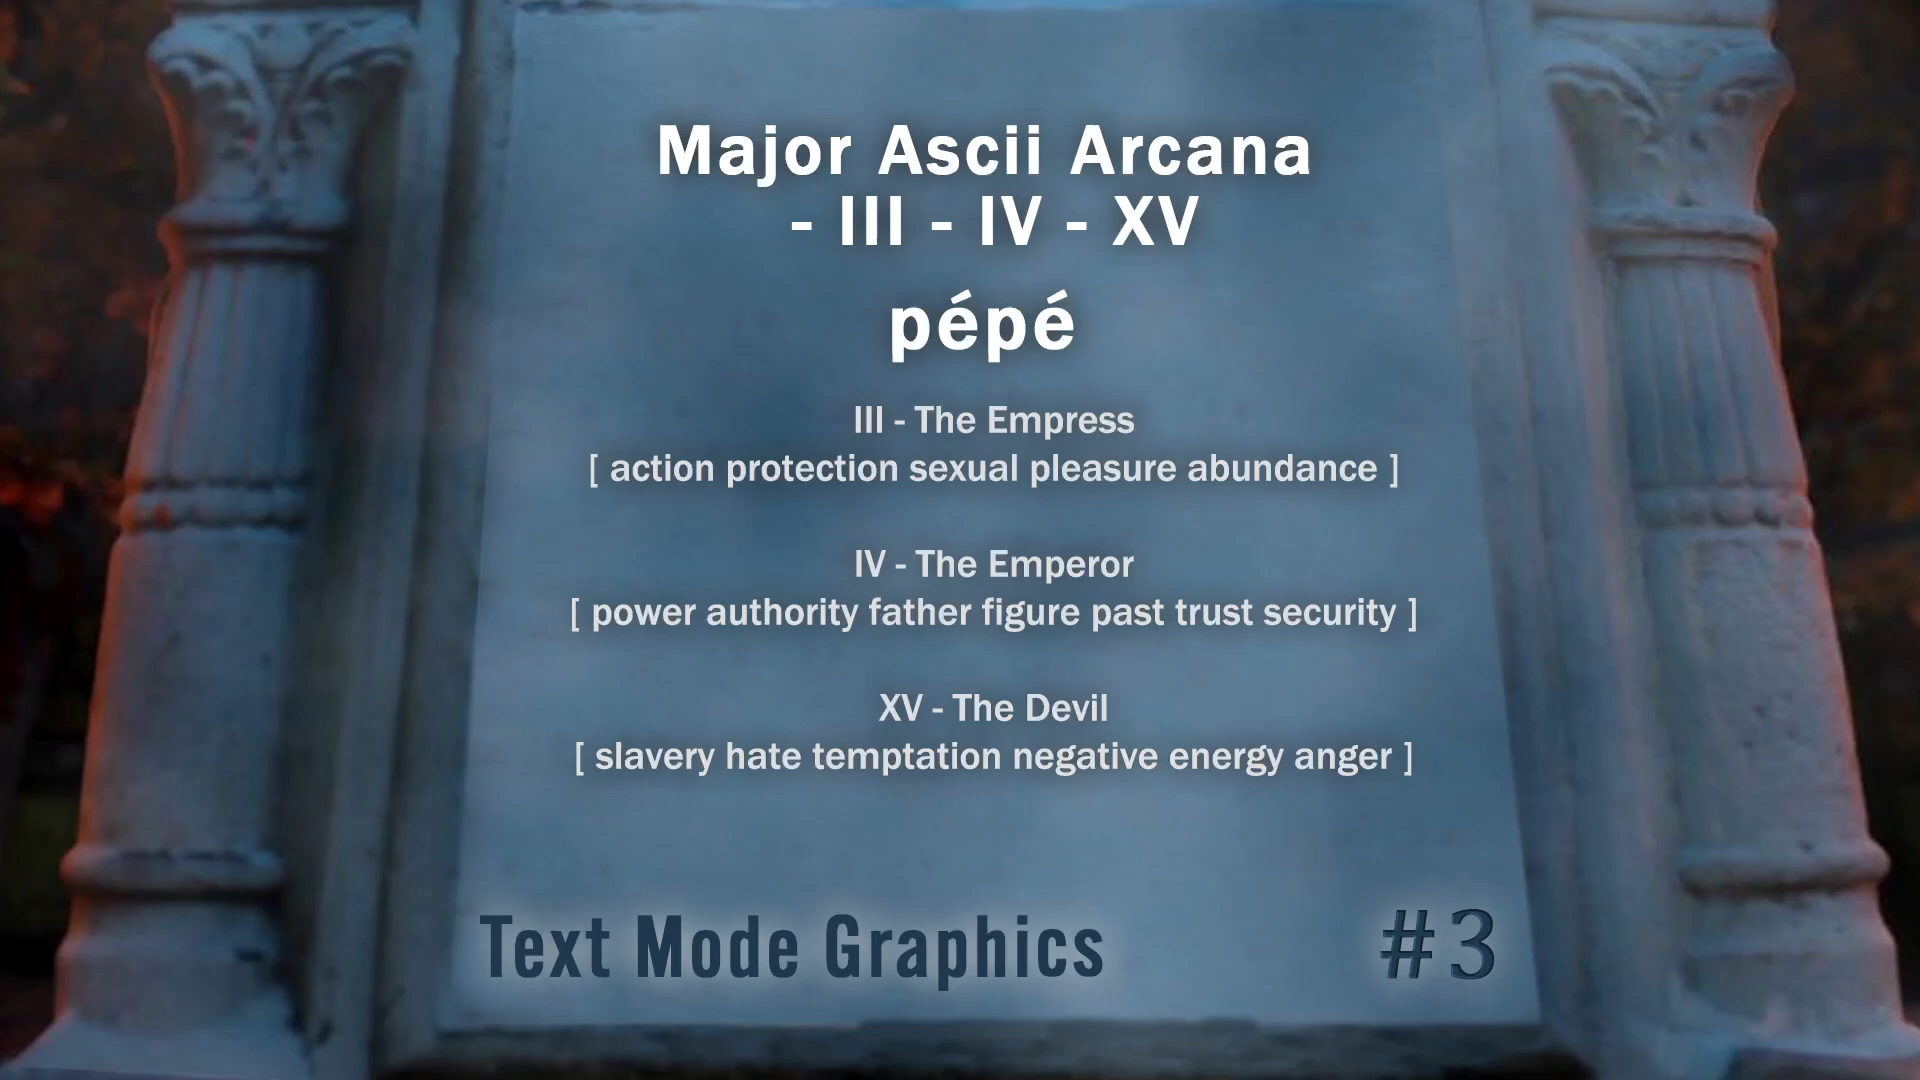 Major Ascii Arcana
- III - IV - XV
pépé
III - The Empress
[ action protection sexual pleasure abundance ]
IV - The Emperor
[ power authority father figure past trust security ]
XV - The Devil
[ slavery hate temptation negative energy anger ]
Text Mode Graphics
#3